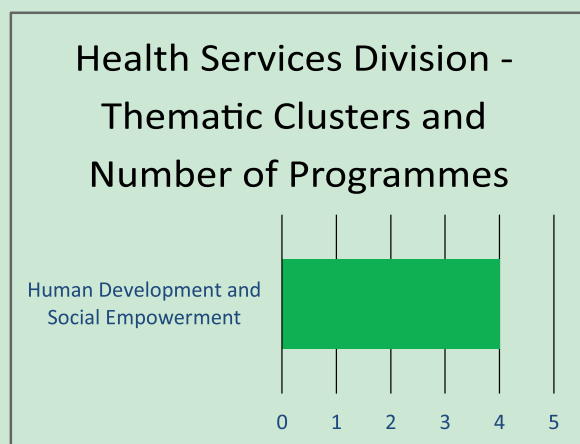 Health Services Division -
Thematic Clusters and
Number of Programmes
Human Development and
Social Empowerment
0 1 2 3 4 5